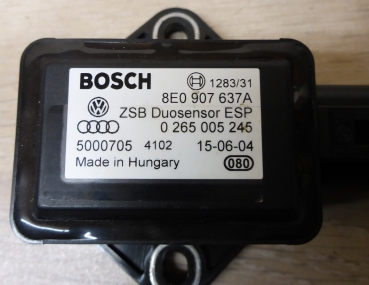 BOSCH 1283/31
8E0 907 637A
ZSB Duosensor ESP
0 265 005 245
5000705 4102 15-06-04
Made in Hungary 080